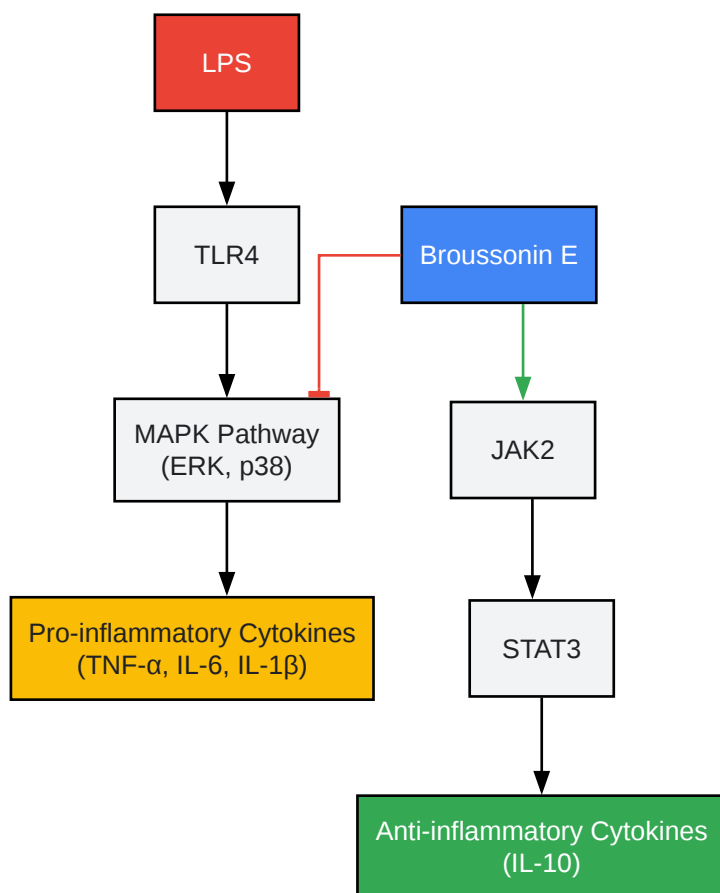 LPS
TLR4
Broussonin E
MAPK Pathway
(ERK, p38)
JAK2
Pro-inflammatory Cytokines
(TNF-α, IL-6, IL-1β)
STAT3
Anti-inflammatory Cytokines
(IL-10)